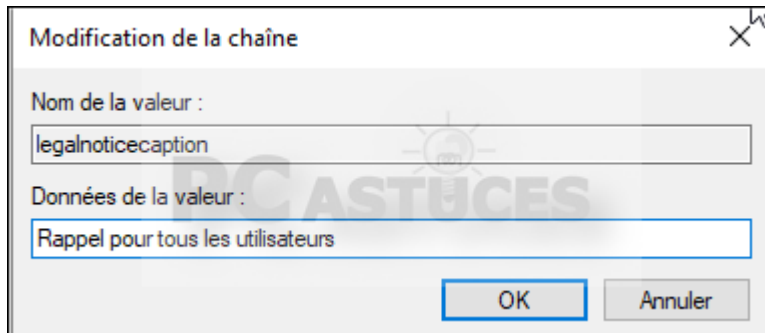 Modification de la chaîne
Nom de la valeur :
legalnoticecaption
PC ASTUCES
Données de la valeur :
Rappel pour tous les utilisateurs
OK Annuler